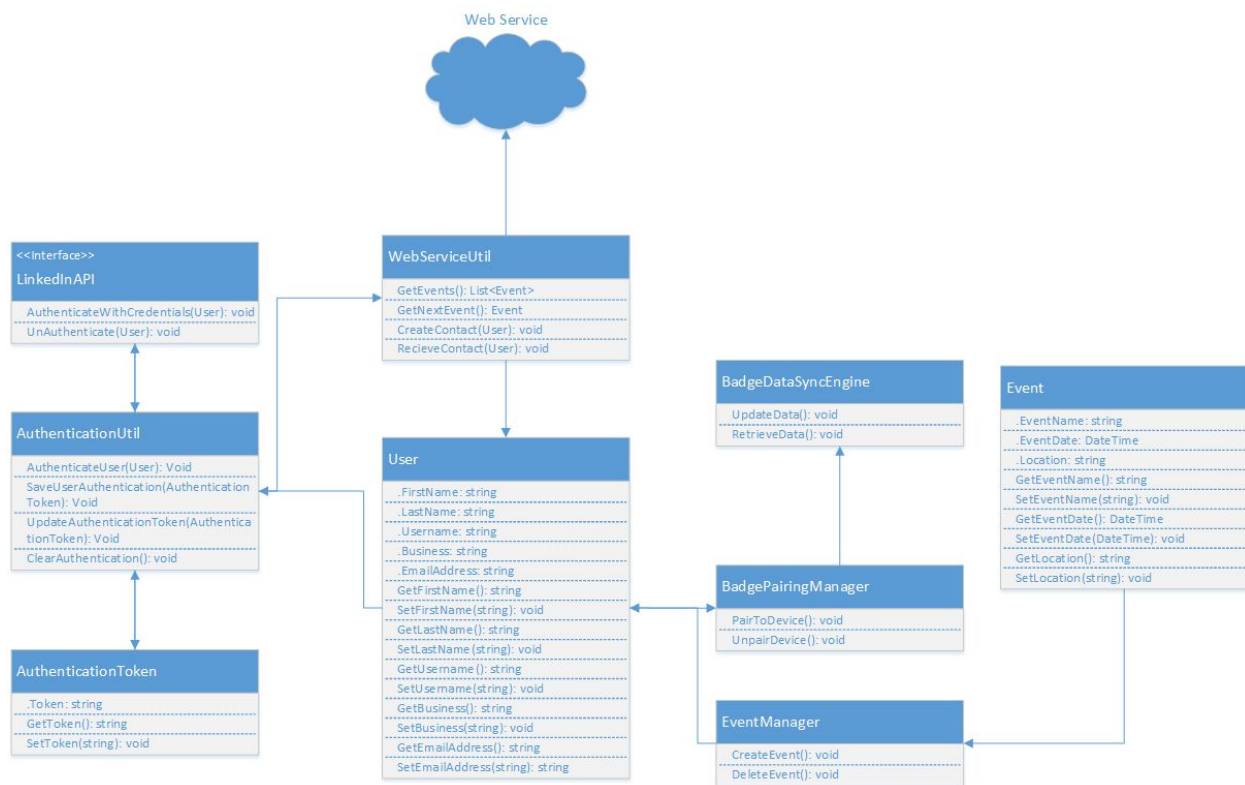 Web Service
<<Interface>>
LinkedInAPI
AuthenticateWithCredentials(User): void
UnAuthenticate(User): void
WebServiceUtil
GetEvents(): List<Event>
GetNextEvent(): Event
CreateContact(User): void
RecieveContact(User): void
AuthenticationUtil
AuthenticateUser(User): Void
SaveUserAuthentication(Authentication
Token): Void
UpdateAuthenticationToken(Authentica
tionToken): Void
ClearAuthentication(): void
AuthenticationToken
.Token: string
GetToken(): string
SetToken(string): void
User
.FirstName: string
.LastName: string
.Username: string
.Business: string
.EmailAddress: string
GetFirstName(): string
SetFirstName(string): void
GetLastName(): string
SetLastName(string): void
GetUsername(): string
SetUsername(string): void
GetBusiness(): string
SetBusiness(string): void
GetEmailAddress(): string
SetEmailAddress(string): string
BadgeDataSyncEngine
UpdateData(): void
RetrieveData(): void
BadgePairingManager
PairToDevice(): void
UnpairDevice(): void
EventManager
CreateEvent(): void
DeleteEvent(): void
Event
.EventName: string
.EventDate: DateTime
.Location: string
GetEventName(): string
SetEventName(string): void
GetEventDate(): DateTime
SetEventDate(DateTime): void
GetLocation(): string
SetLocation(string): void